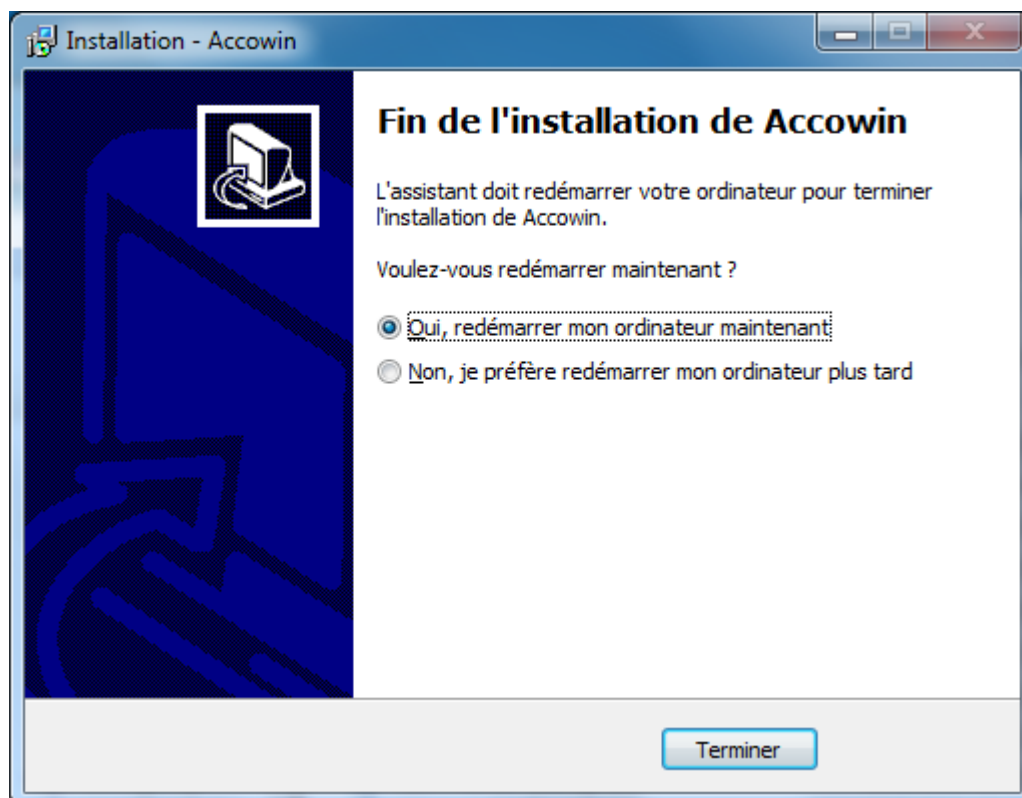 Installation - Accowin
Fin de l'installation de Accowin
L'assistant doit redémarrer votre ordinateur pour terminer
l'installation de Accowin.
Voulez-vous redémarrer maintenant ?
Oui, redémarrer mon ordinateur maintenant
Non, je préfère redémarrer mon ordinateur plus tard
Terminer